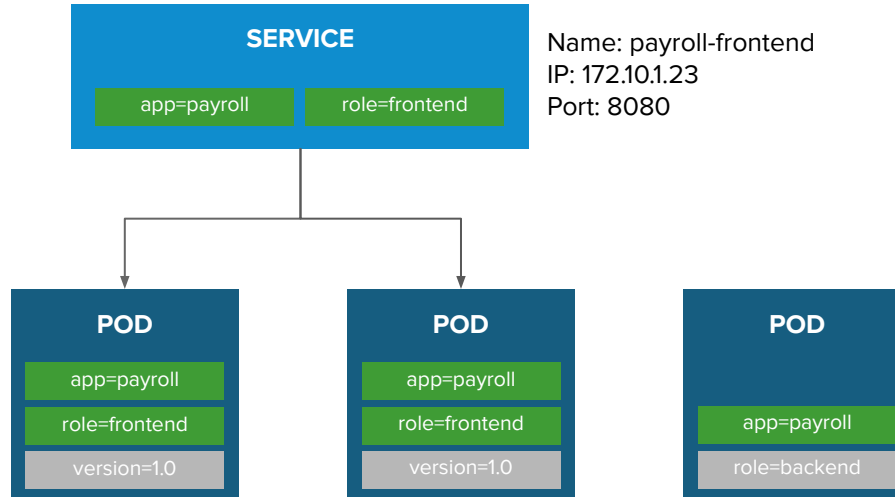 SERVICE
app=payroll
role=frontend
Name: payroll-frontend
IP: 172.10.1.23
Port: 8080
POD
app=payroll
role=frontend
version=1.0
POD
app=payroll
role=frontend
version=1.0
POD
app=payroll
role=backend